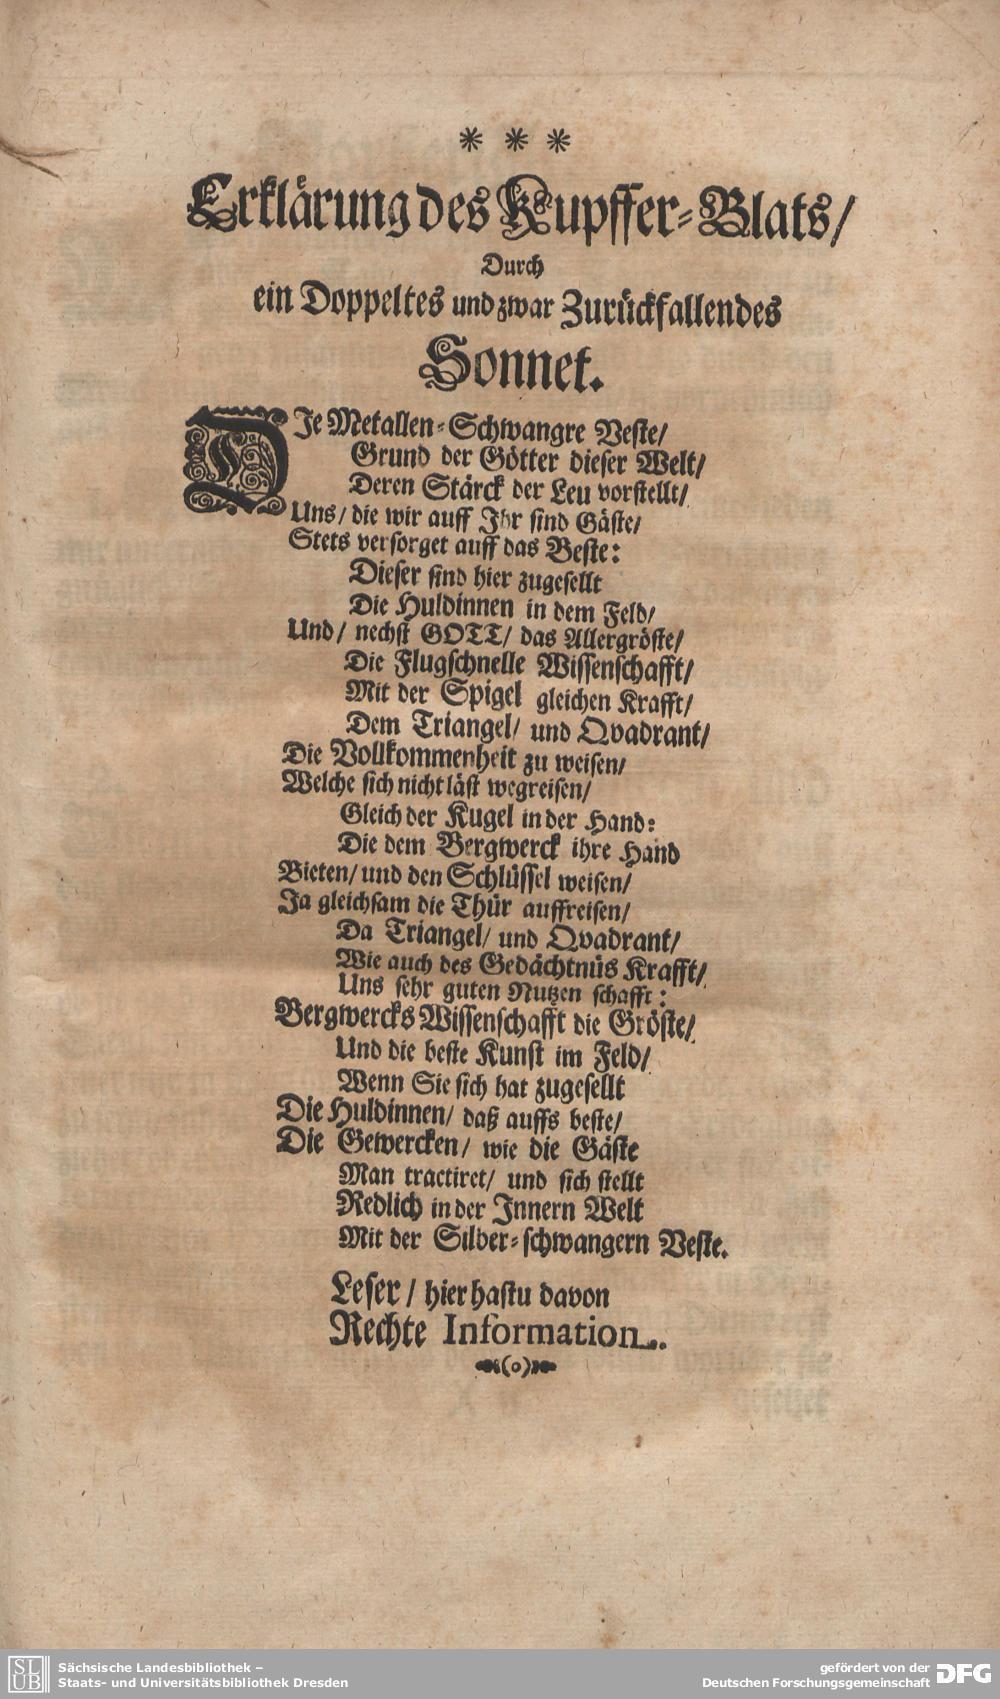 * * *
Erklärung des Kupffer-Blats/
Durch
ein Doppeltes und zwar Zurückfallendes
Sonnet.
DJe Metallen-Schwangre Veste/
Grund der Götter dieser Welt/
Deren Stärck der Leu vorstellt/
Uns/ die wir auff Jhr sind Gäste/
Stets versorget auff das Beste:
Dieser sind hier zugesellt
Die Huldinnen in dem Feld/
Und/ nechst GOTT/ das Allergröste/
Die Flugschnelle Wissenschafft/
Mit der Spigel gleichen Krafft/
Dem Triangel/ und Qvadrant/
Die Vollkommenheit zu weisen/
Welche sich nicht läst wegreisen/
Gleich der Kugel in der Hand:
Die dem Bergwerck ihre Hand
Bieten/ und den Schlüssel weisen/
Ja gleichsam die Thür auffreisen/
Da Triangel/ und Qvadrant/
Wie auch des Gedächtnüs Krafft/
Uns sehr guten Nutzen schafft:
Bergwercks Wissenschafft die Gröste/
Und die beste Kunst im Feld/
Wenn Sie sich hat zugesellt
Die Huldinnen/ daß auffs beste/
Die Gewercken/ wie die Gäste
Man tractiret/ und sich stellt
Redlich in der Jnnern Welt
Mit der Silber-schwangern Veste.
Leser/ hier hastu davon
Rechte Information.
(o)
SLUB
Sächsische Landesbibliothek –
Staats- und Universitätsbibliothek Dresden
gefördert von der
Deutschen Forschungsgemeinschaft
DFG